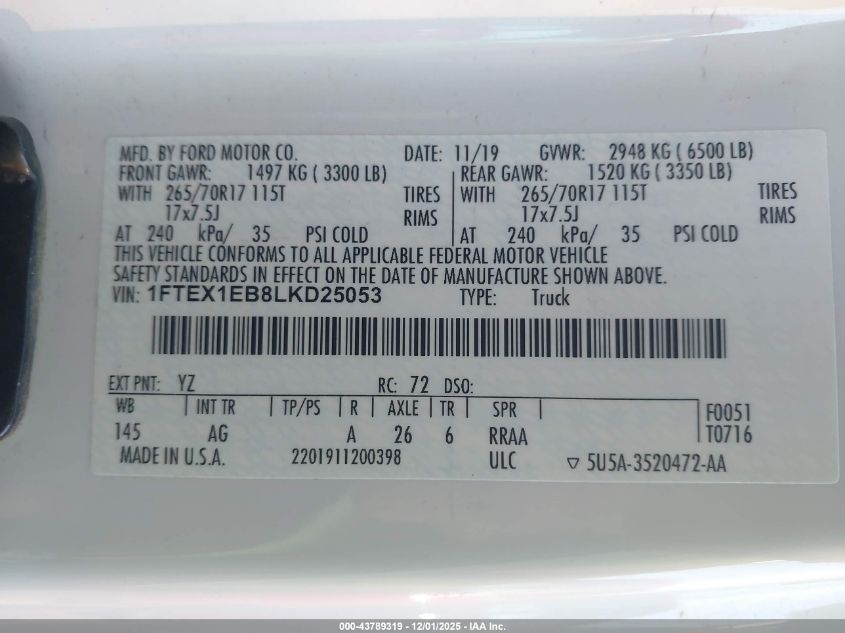 MFD. BY FORD MOTOR CO. DATE: 11/19 GVWR: 2948 KG ( 6500 LB)
FRONT GAWR: 1497 KG ( 3300 LB) REAR GAWR: 1520 KG ( 3350 LB)
WITH 265/70R17 115T TIRES WITH 265/70R17 115T TIRES
17x7.5J RIMS 17x7.5J RIMS
AT 240 kPa/ 35 PSI COLD AT 240 kPa/ 35 PSI COLD
THIS VEHICLE CONFORMS TO ALL APPLICABLE FEDERAL MOTOR VEHICLE
SAFETY STANDARDS IN EFFECT ON THE DATE OF MANUFACTURE SHOWN ABOVE.
VIN: 1FTEX1EB8LKD25053 TYPE: Truck
EXT PNT: YZ RC: 72 DSO:
WB INT TR TP/PS R AXLE TR SPR F0051
145 AG A 26 6 RRAA T0716
MADE IN U.S.A. 2201911200398 ULC ▽ 5U5A-3520472-AA
000-43789319 - 12/01/2025 - IAA Inc.